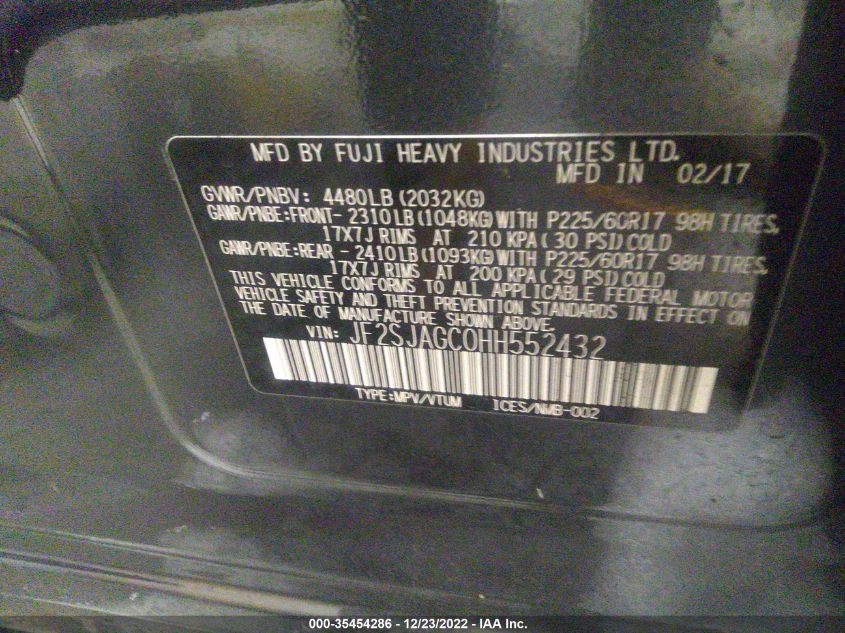 MFD BY FUJI HEAVY INDUSTRIES LTD.
MFD IN 02/17
GVWR/PNBV: 4480LB (2032KG)
GAWR/PNBE:FRONT- 2310LB (1048KG) WITH P225/60R17 98H TIRES,
17X7J RIMS AT 210 KPA( 30 PSI) COLD
GAWR/PNBE:REAR - 2410LB (1093KG) WITH P225/60R17 98H TIRES,
17X7J RIMS AT 200 KPA ( 29 PSI) COLD
THIS VEHICLE CONFORMS TO ALL APPLICABLE FEDERAL MOTOR
VEHICLE SAFETY AND THEFT PREVENTION STANDARDS IN EFFECT ON
THE DATE OF MANUFACTURE SHOWN ABOVE.
VIN: JF2SJAGC0HH552432
TYPE:MPV/VTUM ICES/NMB-002
000-35454286 - 12/23/2022 - IAA Inc.